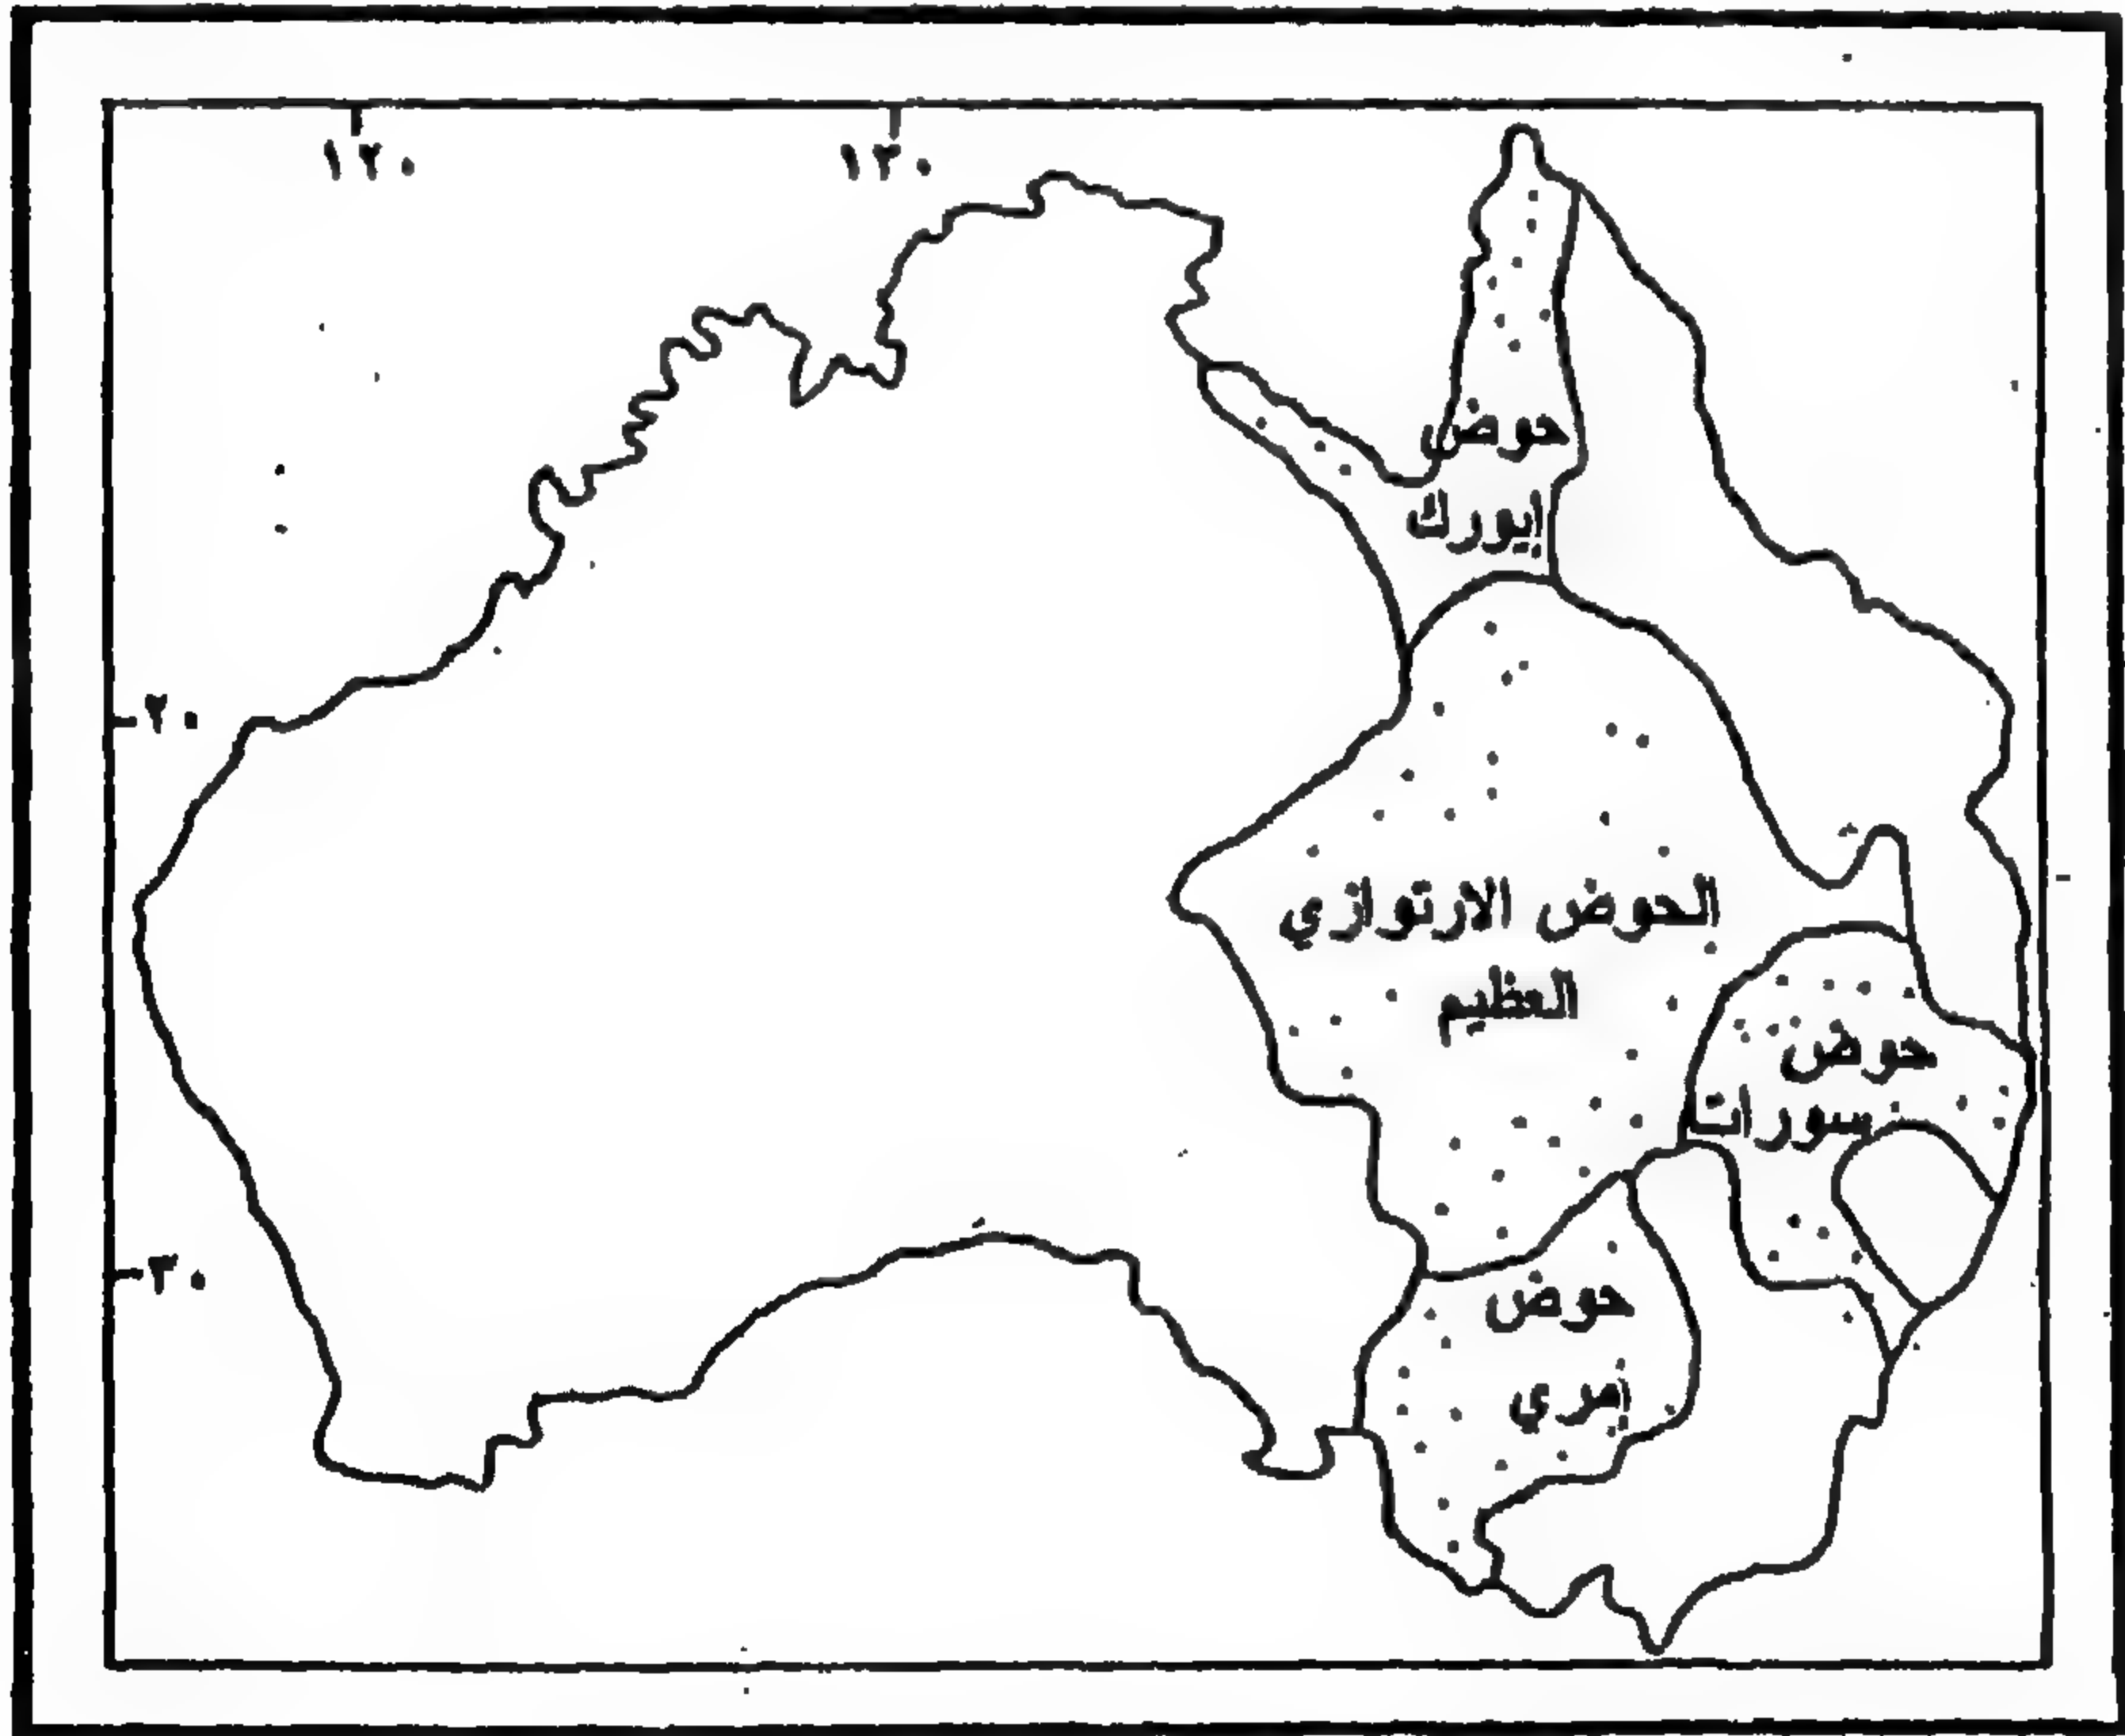 ١٢٠
١٣٠
حوض
إيورك
٢٠
الحوض الارتوازي
العظيم
حوض
سورات
٣٠
حوض
إمري